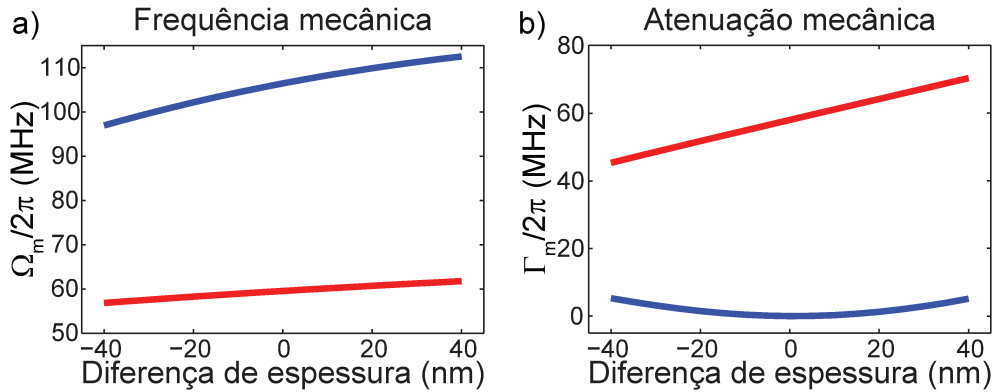 a) Frequência mecânica
Ωm/2π (MHz)
110
100
90
80
70
60
50
−40 −20 0 20 40
Diferença de espessura (nm)
b) Atenuação mecânica
Γm/2π (MHz)
80
60
40
20
0
−40 −20 0 20 40
Diferença de espessura (nm)